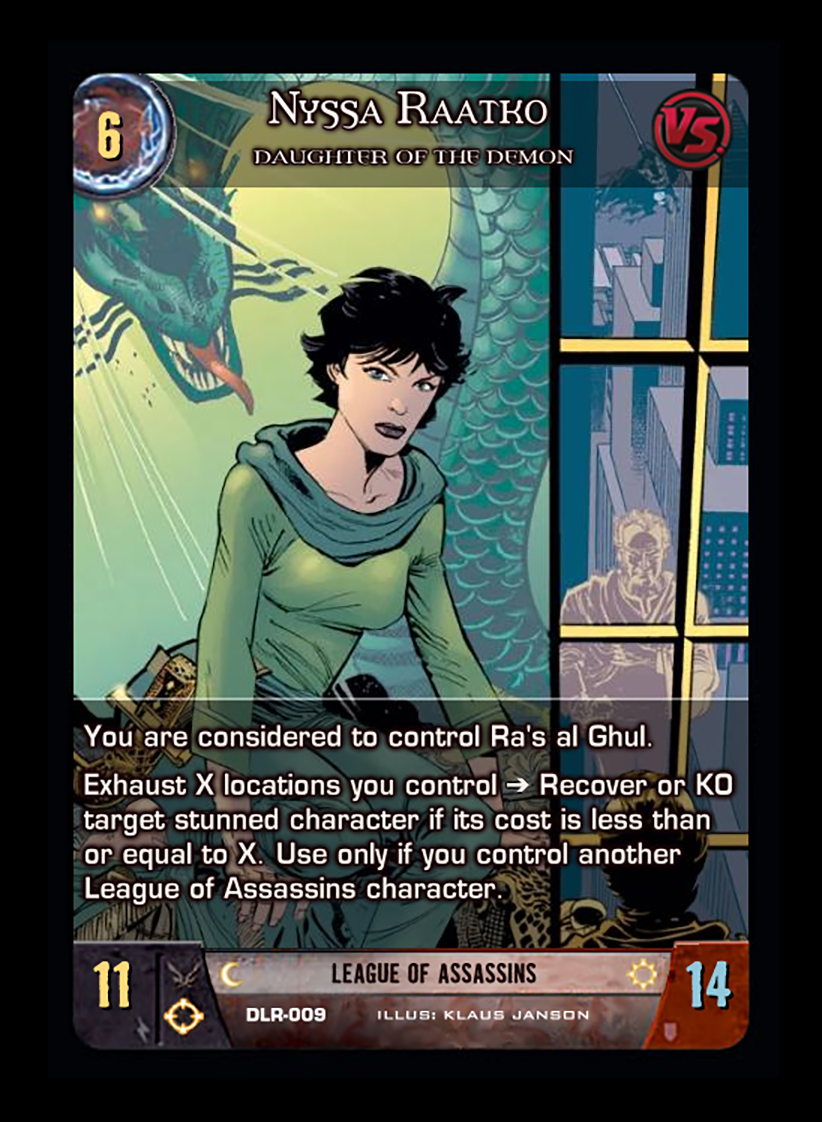 6
Nyssa Raatko
VS.
DAUGHTER OF THE DEMON
You are considered to control Ra's al Ghul.
Exhaust X locations you control ➔ Recover or KO
target stunned character if its cost is less than
or equal to X. Use only if you control another
League of Assassins character.
11
LEAGUE OF ASSASSINS
14
DLR-009
ILLUS: KLAUS JANSON